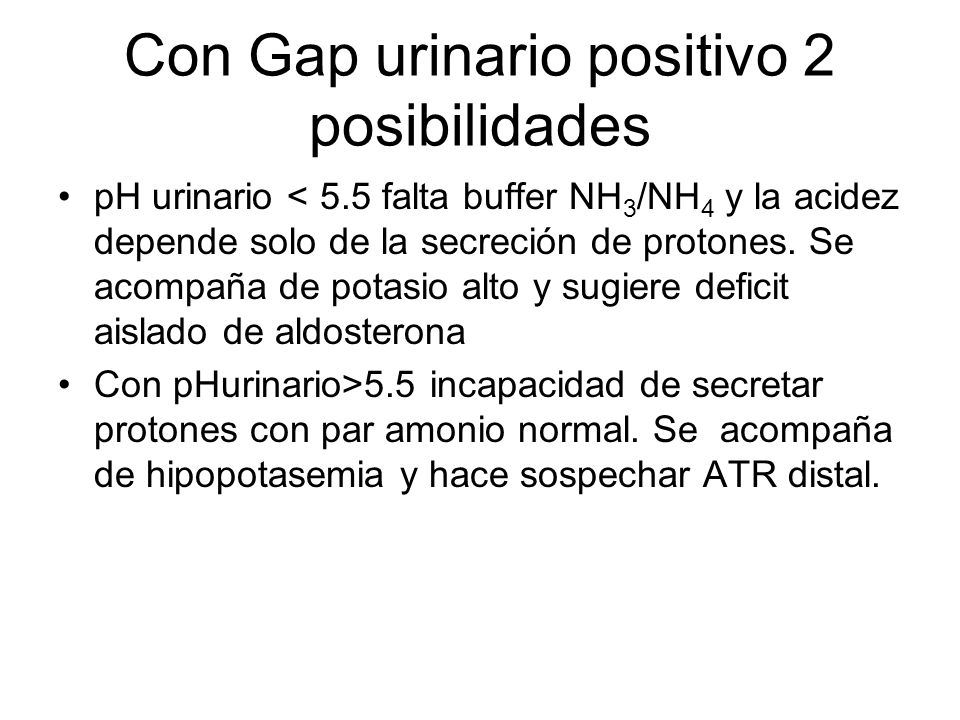 Con Gap urinario positivo 2
posibilidades
• pH urinario < 5.5 falta buffer NH₃/NH₄ y la acidez
depende solo de la secreción de protones. Se
acompaña de potasio alto y sugiere deficit
aislado de aldosterona
• Con pHurinario>5.5 incapacidad de secretar
protones con par amonio normal. Se  acompaña
de hipopotasemia y hace sospechar ATR distal.